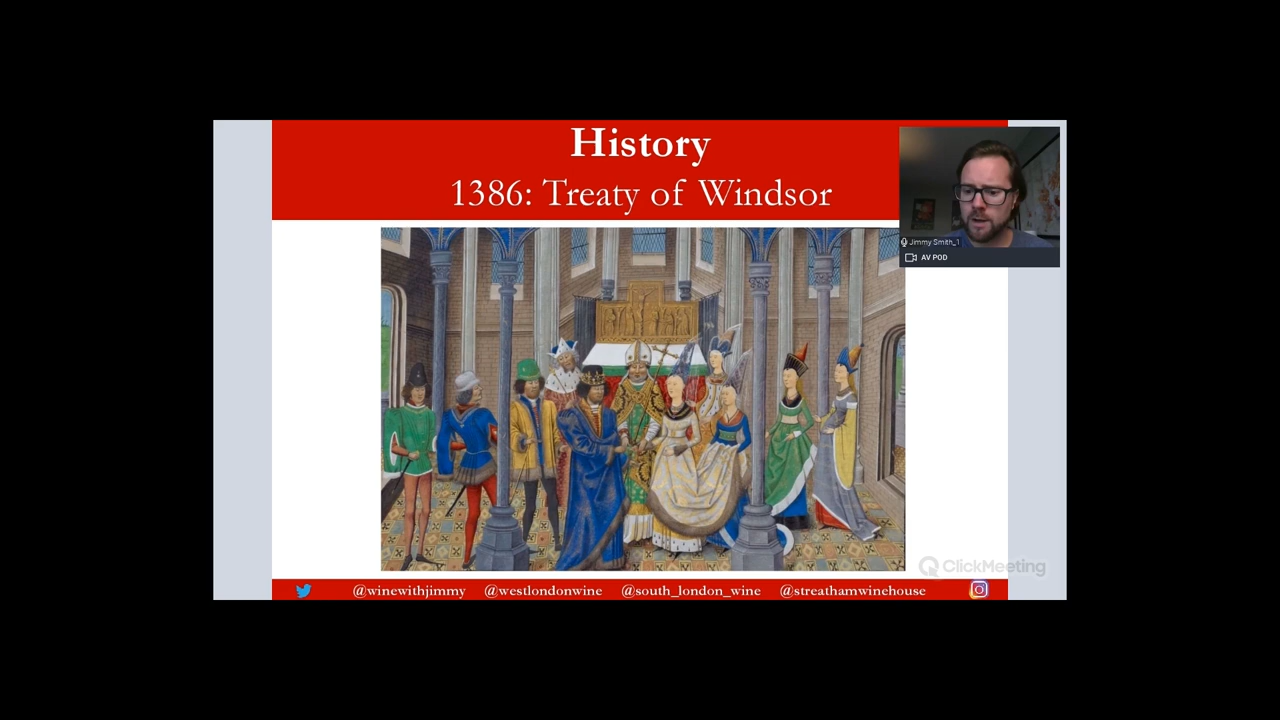 History
1386: Treaty of Windsor
Jimmy Smith_1
AV POD
ClickMeeting
@winewithjimmy @westlondonwine @south_london_wine @streathamwinehouse